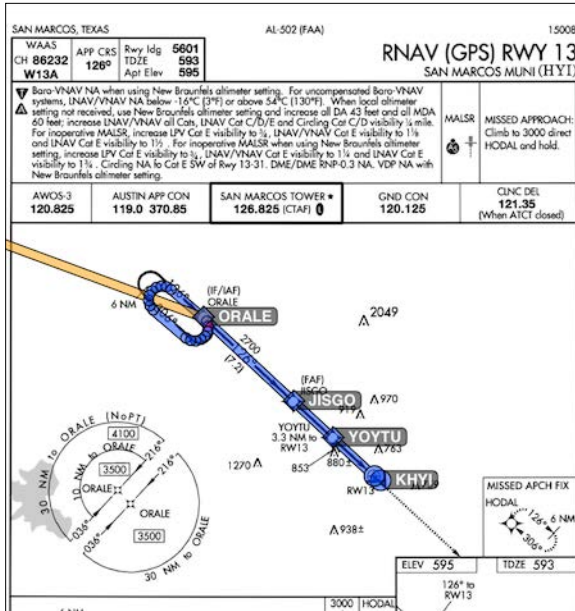 SAN MARCOS, TEXAS
AL-502 (FAA)
15008
WAAS
CH 86232
W13A
APP CRS
126°
Rwy ldg 5601
TDZE 593
Apt Elev 595
RNAV (GPS) RWY 13
SAN MARCOS MUNI (HYI)
Baro-VNAV NA when using New Braunfels altimeter setting. For uncompensated Baro-VNAV
systems, LNAV/VNAV NA below -16°C (3°F) or above 54°C (130°F). When local altimeter
setting not received, use New Braunfels altimeter setting and increase all DA 43 feet and all MDA
60 feet; increase LNAV/VNAV all Cats, LNAV Cat C/D/E and Circling Cat C/D visibility ¼ mile.
For inoperative MALSR, increase LPV Cat E visibility to ¾, LNAV/VNAV Cat E visibility to 1⅛
and LNAV Cat E visibility to 1½. For inoperative MALSR when using New Braunfels altimeter
setting, increase LPV Cat E visibility to ¾, LNAV/VNAV Cat E visibility to 1¼ and LNAV Cat E
visibility to 1¾. Circling NA to Cat E SW of Rwy 13-31. DME/DME RNP-0.3 NA. VDP NA with
New Braunfels altimeter setting.
MALSR
MISSED APPROACH:
Climb to 3000 direct
HODAL and hold.
AWOS-3
120.825
AUSTIN APP CON
119.0 370.85
SAN MARCOS TOWER ★
126.825 (CTAF)
GND CON
120.125
CLNC DEL
121.35
(When ATCT closed)
6 NM
(IF/IAF)
ORALE
ORALE
2049
2700
126°
(7.2)
(FAF)
JISGO
JISGO
970
919
YOYTU
3.3 NM to
RW13
YOYTU
763
853
880±
1270
KHYI
RW13
938±
30 NM to ORALE (NoPT)
4100
216°
10 NM to ORALE
3500
216°
ORALE
036°
ORALE
036°
3500
30 NM to ORALE
MISSED APCH FIX
HODAL
126°
6 NM
306°
ELEV 595
TDZE 593
126° to
RW13
3000
HODAL